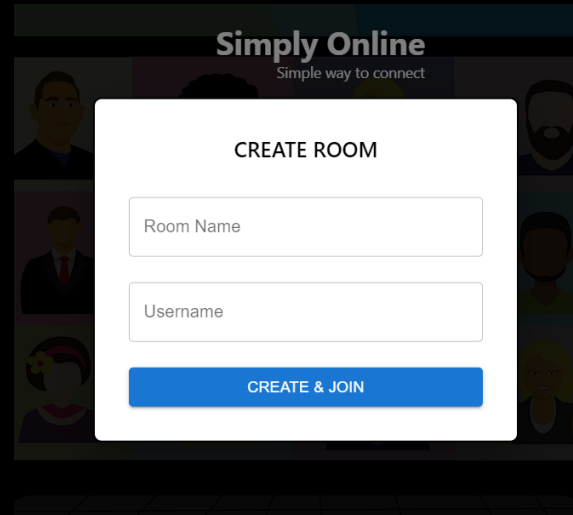 Simply Online
Simple way to connect
CREATE ROOM
Room Name
Username
CREATE & JOIN